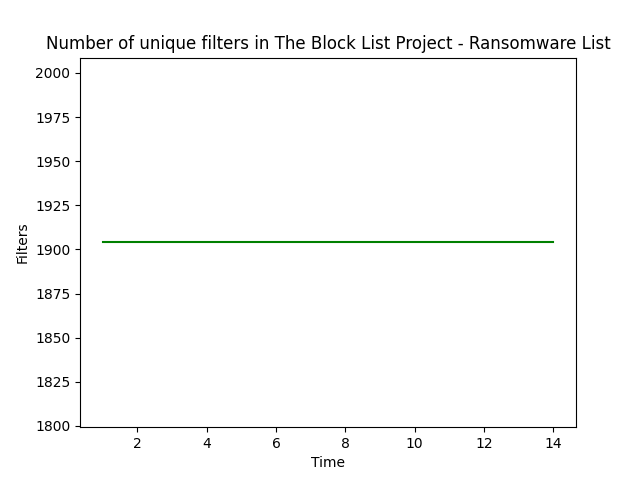 Number of unique filters in The Block List Project - Ransomware List
2000
1975
1950
1925
1900
1875
1850
1825
1800
Filters
2 4 6 8 10 12 14
Time